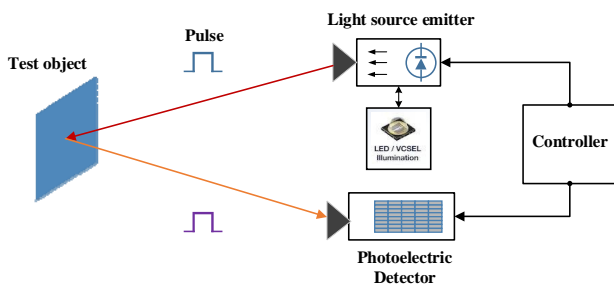 Light source emitter
Pulse
Test object
LED / VCSEL
Illumination
Controller
Photoelectric
Detector